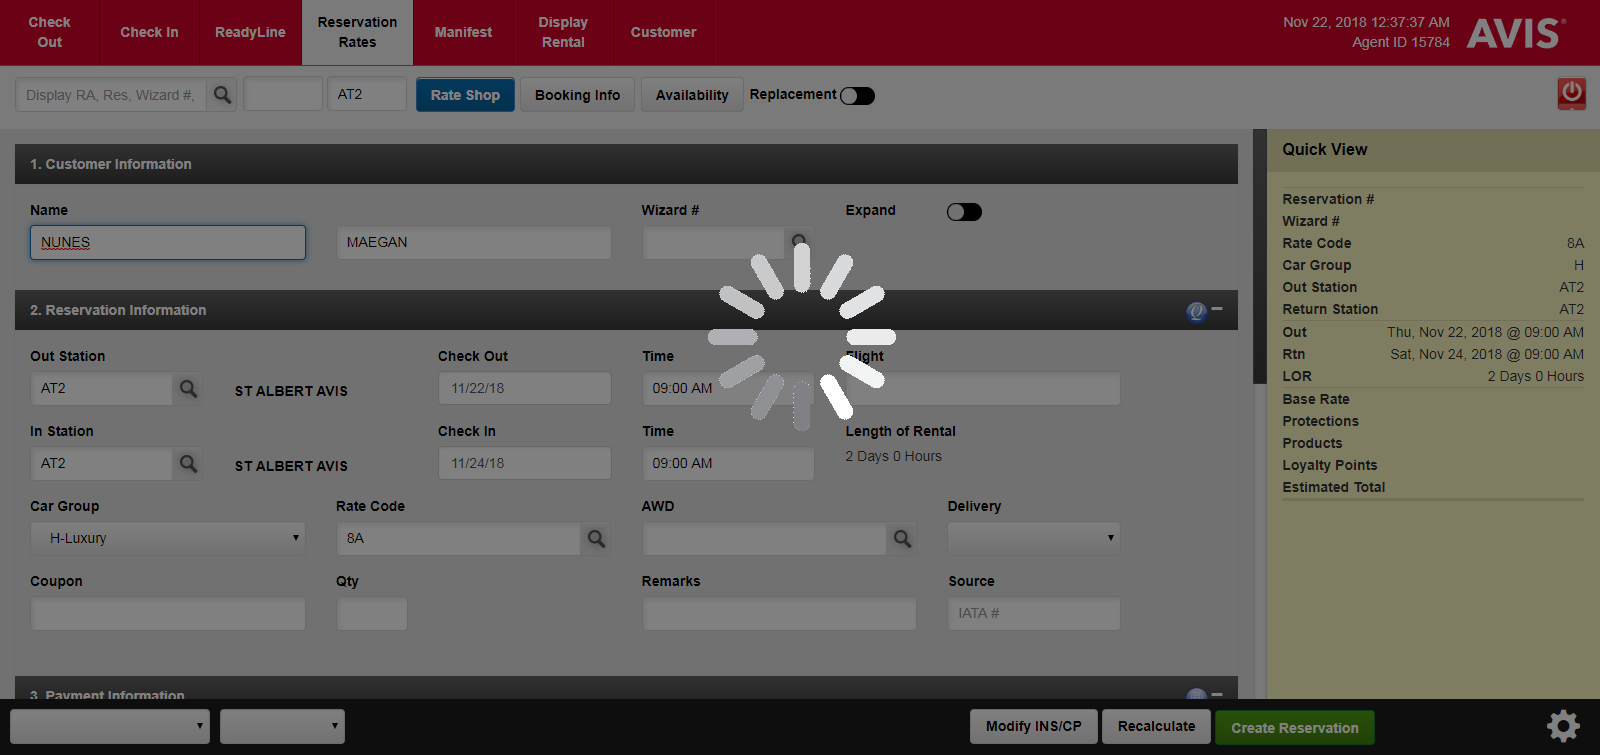 Check Out
Check In
ReadyLine
Reservation Rates
Manifest
Display Rental
Customer
Nov 22, 2018 12:37:37 AM
Agent ID 15784
AVIS
Display RA, Res, Wizard #,
AT2
Rate Shop
Booking Info
Availability
Replacement
1. Customer Information
Name
Wizard #
Expand
NUNES
MAEGAN
2. Reservation Information
Out Station
Check Out
Time
Flight
AT2
ST ALBERT AVIS
11/22/18
09:00 AM
In Station
Check In
Time
Length of Rental
AT2
ST ALBERT AVIS
11/24/18
09:00 AM
2 Days 0 Hours
Car Group
Rate Code
AWD
Delivery
H-Luxury
8A
Coupon
Qty
Remarks
Source
IATA #
3. Payment Information
Quick View
Reservation #
Wizard #
Rate Code 8A
Car Group H
Out Station AT2
Return Station AT2
Out Thu, Nov 22, 2018 @ 09:00 AM
Rtn Sat, Nov 24, 2018 @ 09:00 AM
LOR 2 Days 0 Hours
Base Rate
Protections
Products
Loyalty Points
Estimated Total
Modify INS/CP
Recalculate
Create Reservation